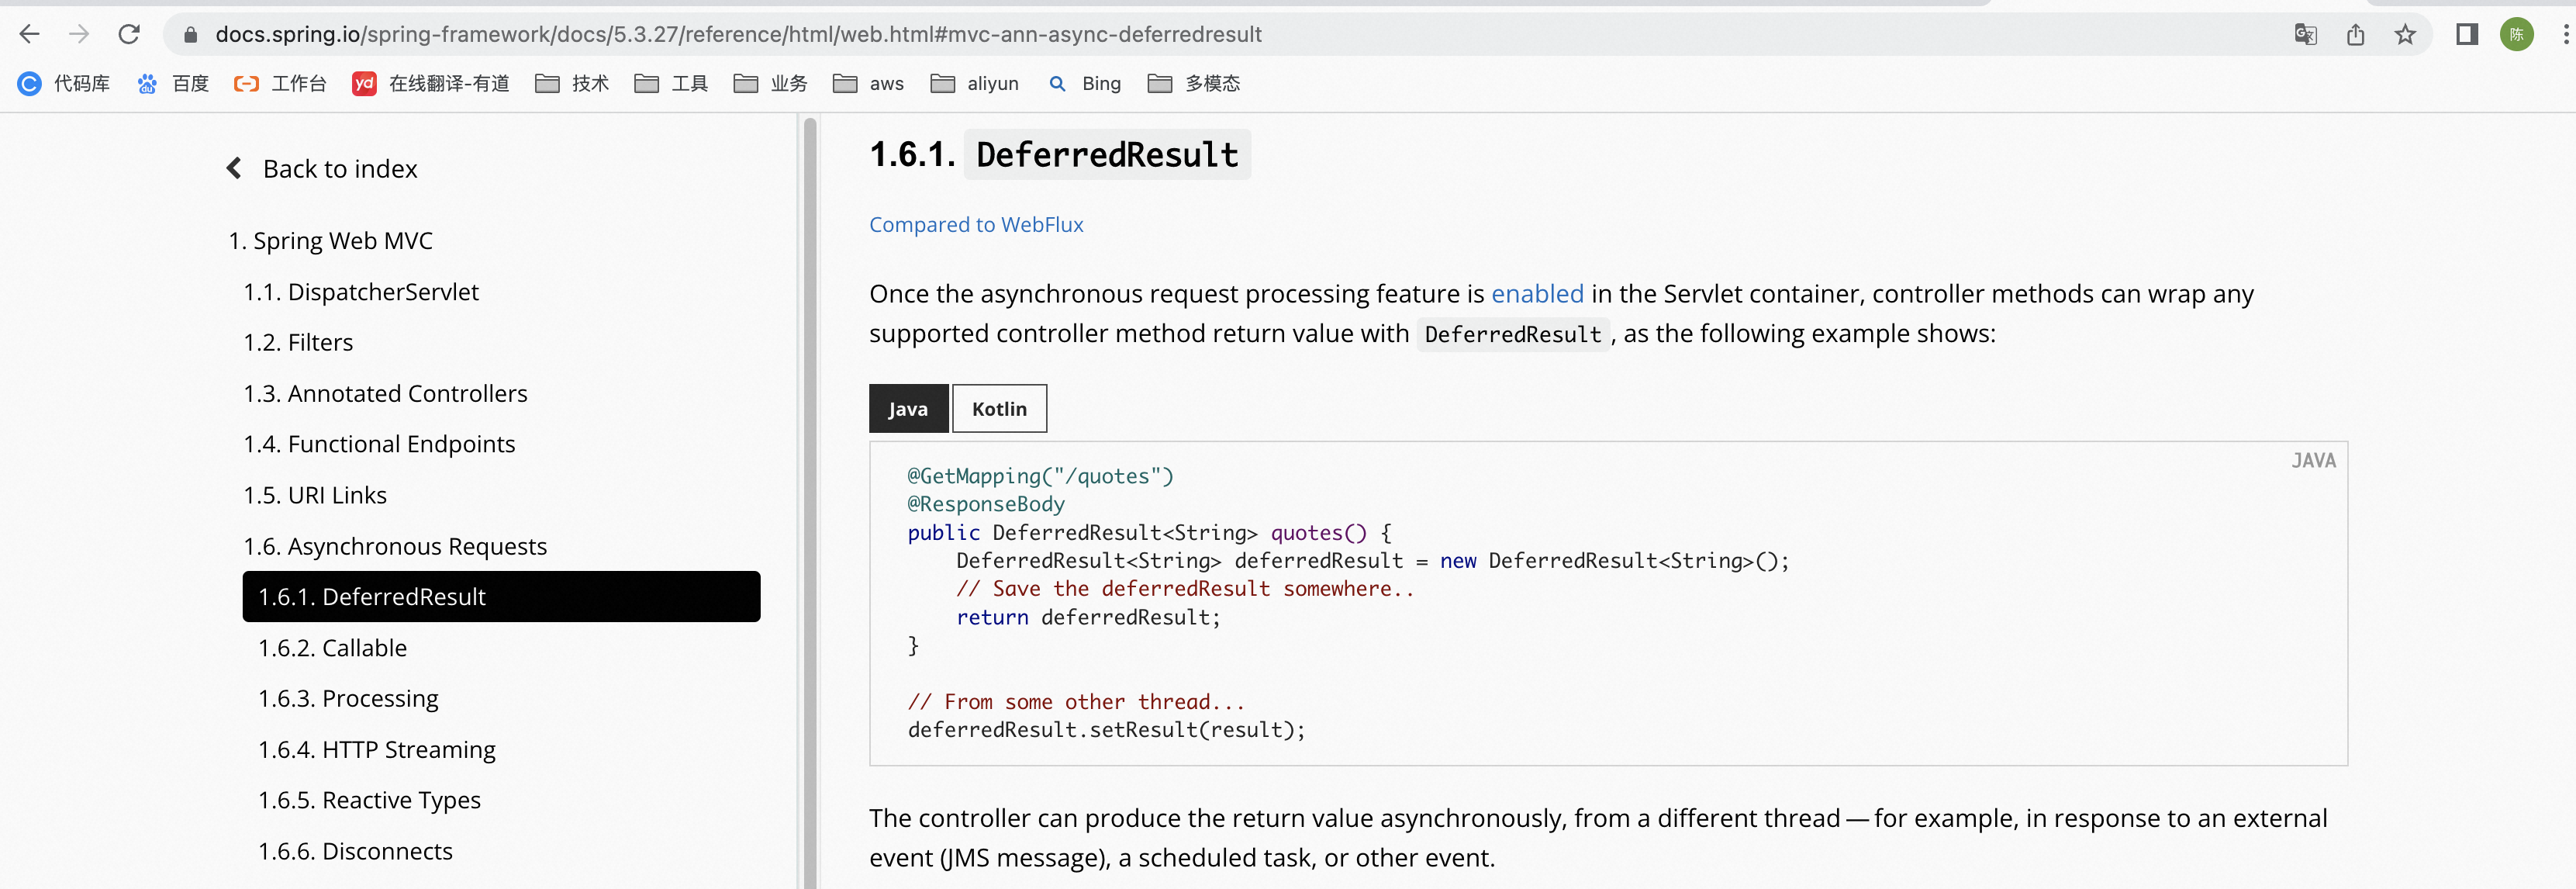 docs.spring.io/spring-framework/docs/5.3.27/reference/html/web.html#mvc-ann-async-deferredresult
陈
C 代码库 du 百度 工作台 yd 在线翻译-有道 技术 工具 业务 aws aliyun Bing 多模态
Back to index
1. Spring Web MVC
1.1. DispatcherServlet
1.2. Filters
1.3. Annotated Controllers
1.4. Functional Endpoints
1.5. URI Links
1.6. Asynchronous Requests
1.6.1. DeferredResult
1.6.2. Callable
1.6.3. Processing
1.6.4. HTTP Streaming
1.6.5. Reactive Types
1.6.6. Disconnects
1.6.1. DeferredResult
Compared to WebFlux
Once the asynchronous request processing feature is enabled in the Servlet container, controller methods can wrap any
supported controller method return value with DeferredResult, as the following example shows:
Java Kotlin
JAVA
@GetMapping("/quotes")
@ResponseBody
public DeferredResult<String> quotes() {
    DeferredResult<String> deferredResult = new DeferredResult<String>();
    // Save the deferredResult somewhere..
    return deferredResult;
}
// From some other thread...
deferredResult.setResult(result);
The controller can produce the return value asynchronously, from a different thread — for example, in response to an external
event (JMS message), a scheduled task, or other event.